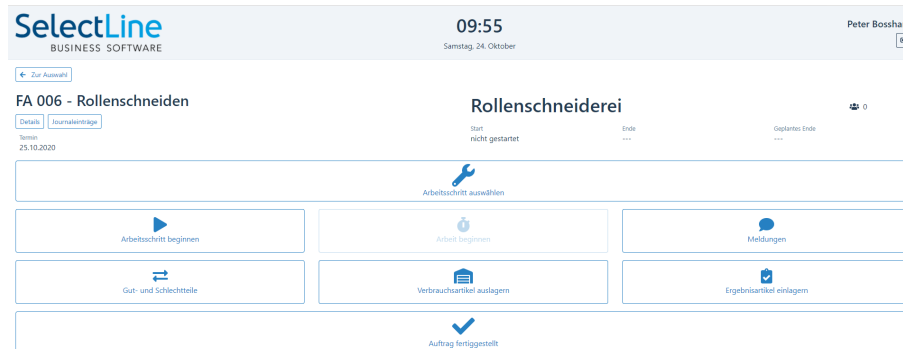 SelectLine
BUSINESS SOFTWARE
09:55
Samstag, 24. Oktober
Peter
Zur Auswahl
FA 006 - Rollenschneiden
Details Journaleinträge
Termin
25.10.2020
Rollenschneiderei
0
Start Ende Geplantes Ende
nicht gestartet --- ---
Arbeitsschritt auswählen
Arbeitsschritt beginnen
Arbeit beginnen
Meldungen
Gut- und Schlechtteile
Verbrauchsartikel auslagern
Ergebnisartikel einlagern
Auftrag fertiggestellt